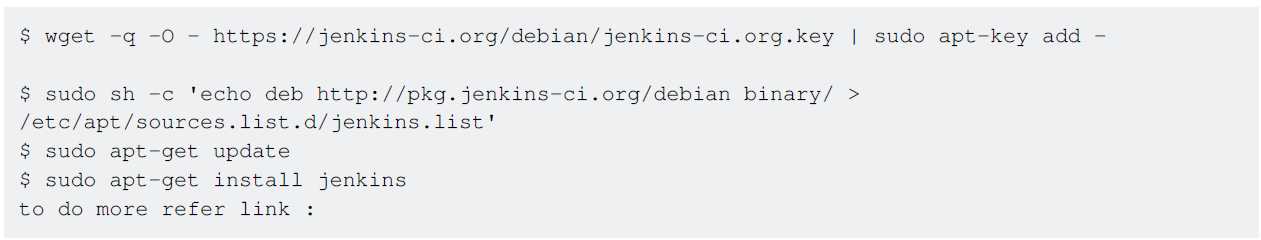 $ wget -q -O - https://jenkins-ci.org/debian/jenkins-ci.org.key | sudo apt-key add -
$ sudo sh -c 'echo deb http://pkg.jenkins-ci.org/debian binary/ >
/etc/apt/sources.list.d/jenkins.list'
$ sudo apt-get update
$ sudo apt-get install jenkins
to do more refer link :